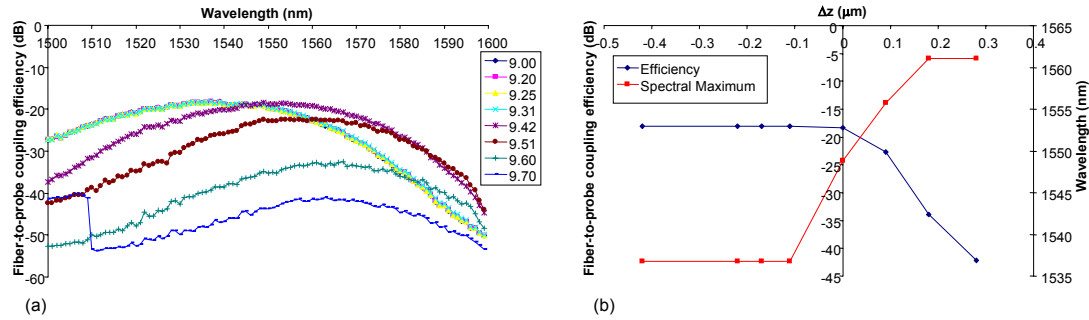 Wavelength (nm)
1500 1510 1520 1530 1540 1550 1560 1570 1580 1590 1600
0
-10
-20
-30
-40
-50
-60
Fiber-to-probe coupling efficiency (dB)
9.00
9.20
9.25
9.31
9.42
9.51
9.60
9.70
(a)
Δz (μm)
-0.5 -0.4 -0.3 -0.2 -0.1 0 0.1 0.2 0.3 0.4
0
-5
-10
-15
-20
-25
-30
-35
-40
-45
Fiber-to-probe coupling efficiency (dB)
Efficiency
Spectral Maximum
1565
1560
1555
1550
1545
1540
1535
Wavelength (nm)
(b)